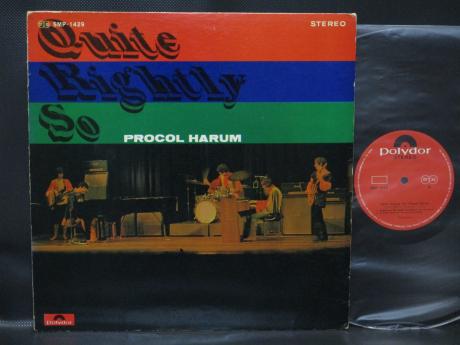 SMP-1429
STEREO
Quite
Rightly
So
PROCOL HARUM
Polydor
Polydor
STEREO